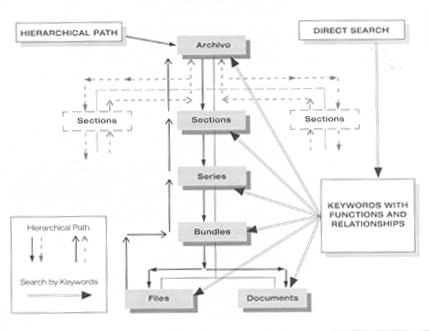 HIERARCHICAL PATH
DIRECT SEARCH
Archivo
Sections
Sections
Sections
Series
KEYWORDS WITH
FUNCTIONS AND
RELATIONSHIPS
Bundles
Hierarchical Path
Search by Keywords
Files
Documents